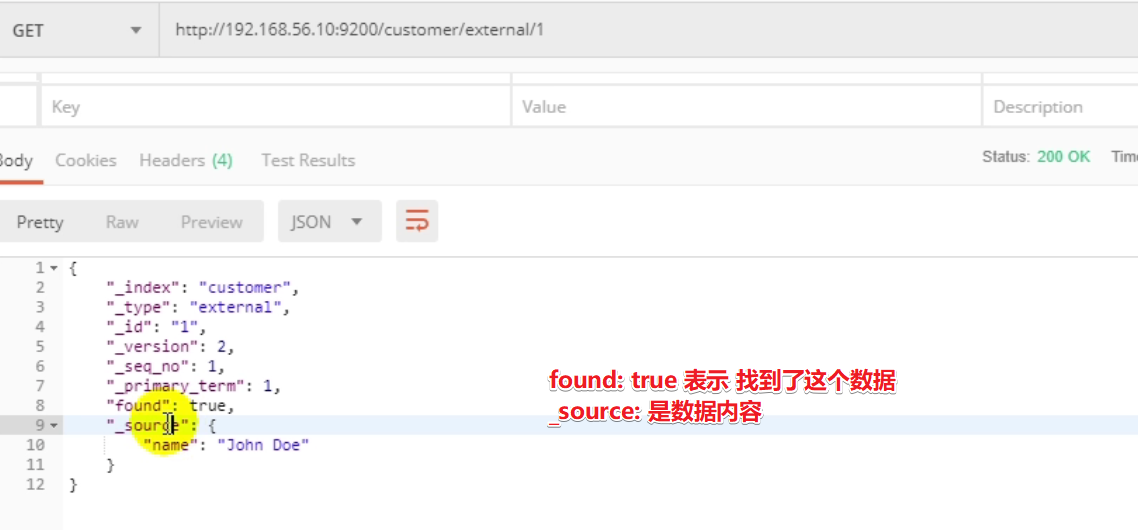 GET
http://192.168.56.10:9200/customer/external/1
Key Value Description
Body Cookies Headers (4) Test Results Status: 200 OK Time
Pretty Raw Preview JSON
1 {
2 "_index": "customer",
3 "_type": "external",
4 "_id": "1",
5 "_version": 2,
6 "_seq_no": 1,
7 "_primary_term": 1,
8 "found": true,
9 "_source": {
10 "name": "John Doe"
11 }
12 }
found: true 表示 找到了这个数据
_source: 是数据内容